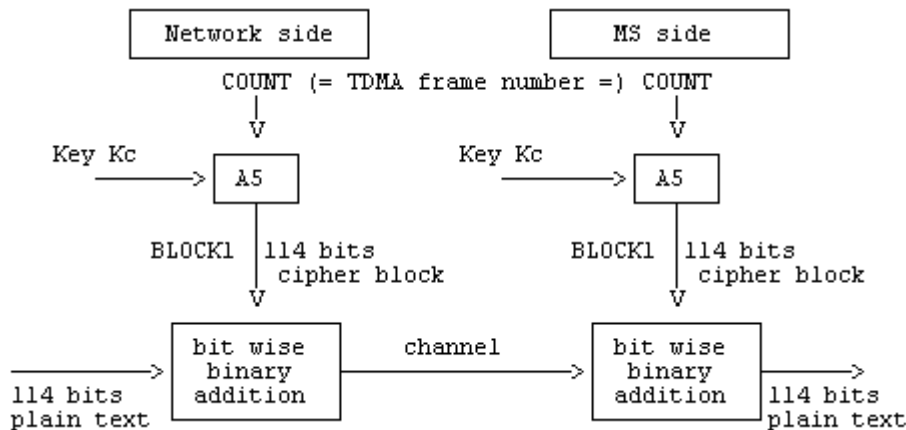 Network side
MS side
COUNT (= TDMA frame number =) COUNT
Key Kc
A5
Key Kc
A5
BLOCK1
114 bits
cipher block
BLOCK1
114 bits
cipher block
bit wise
binary
addition
channel
bit wise
binary
addition
114 bits
plain text
114 bits
plain text